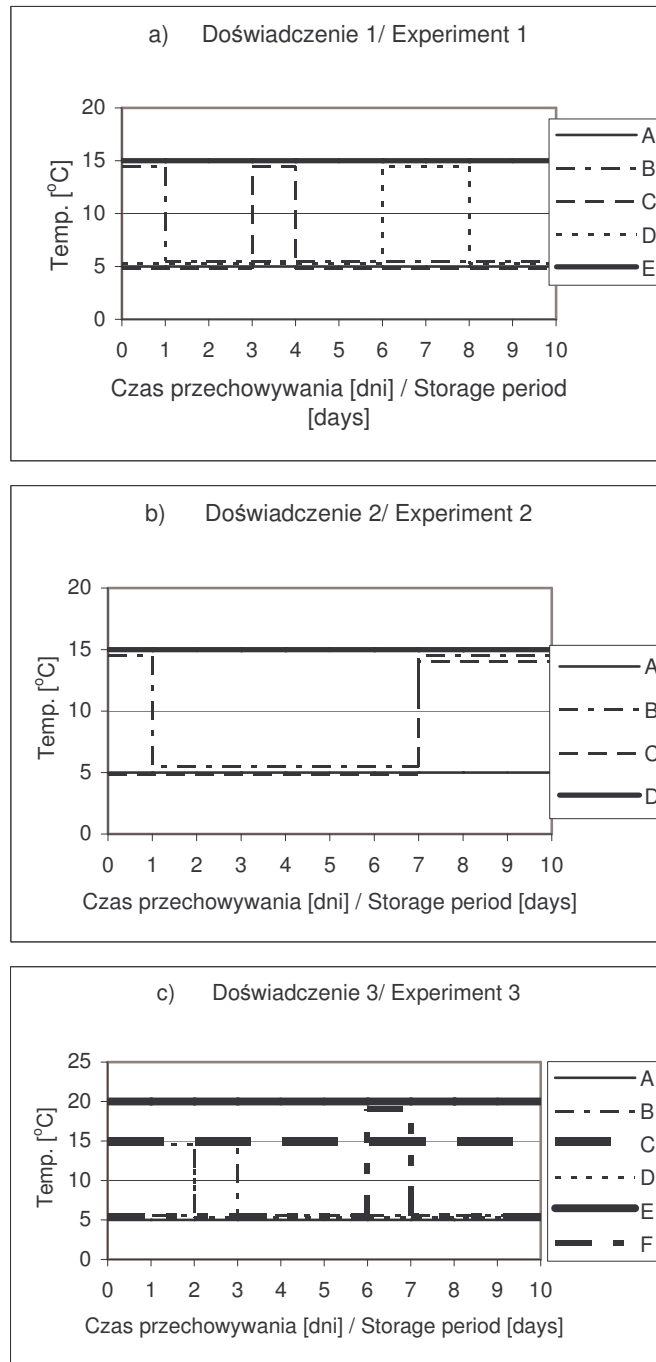 a) Doświadczenie 1/ Experiment 1
Temp. [°C]
20
15
10
5
0
0 1 2 3 4 5 6 7 8 9 10
Czas przechowywania [dni] / Storage period
[days]
A
B
C
D
E
b) Doświadczenie 2/ Experiment 2
Temp. [°C]
20
15
10
5
0
0 1 2 3 4 5 6 7 8 9 10
Czas przechowywania [dni] / Storage period [days]
A
B
C
D
c) Doświadczenie 3/ Experiment 3
Temp. [°C]
25
20
15
10
5
0
0 1 2 3 4 5 6 7 8 9 10
Czas przechowywania [dni] / Storage period [days]
A
B
C
D
E
F